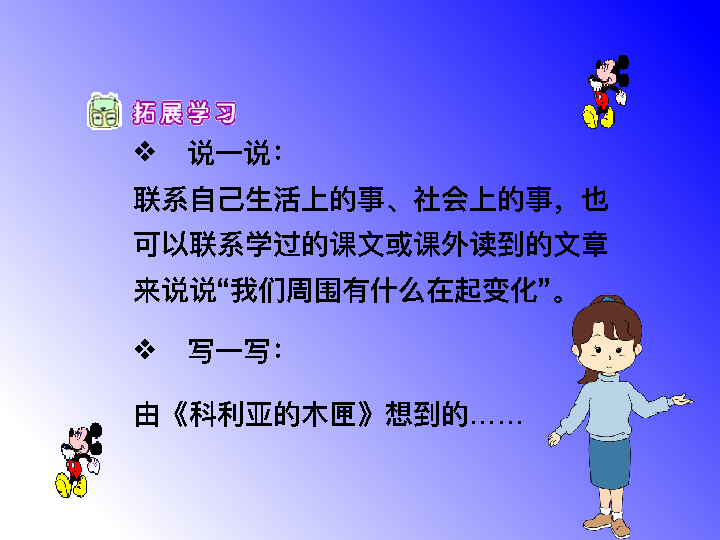 拓展学习
❖ 说一说：
联系自己生活上的事、社会上的事，也
可以联系学过的课文或课外读到的文章
来说说“我们周围有什么在起变化”。
❖ 写一写：
由《科利亚的木匣》想到的……